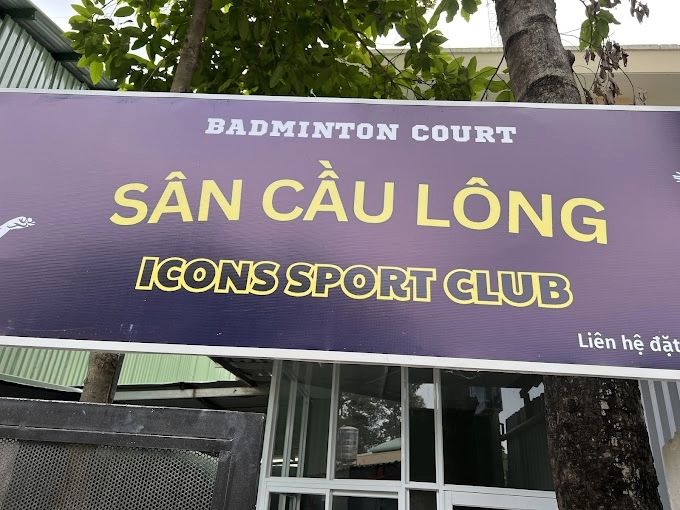 BADMINTON COURT
SÂN CẦU LÔNG
ICONS SPORT CLUB
Liên hệ đặt